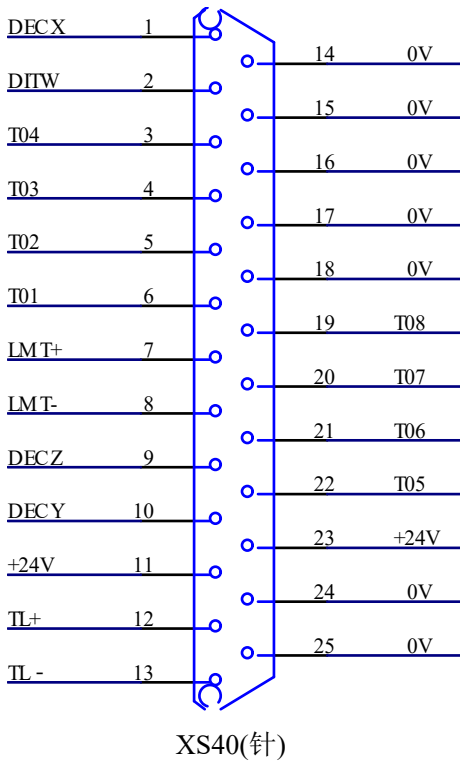 DECX 1
14 0V
DITW 2
15 0V
T04 3
16 0V
T03 4
17 0V
T02 5
18 0V
T01 6
19 T08
LMT+ 7
20 T07
LMT- 8
21 T06
DECZ 9
22 T05
DECY 10
23 +24V
+24V 11
24 0V
TL+ 12
25 0V
TL- 13
XS40(针)